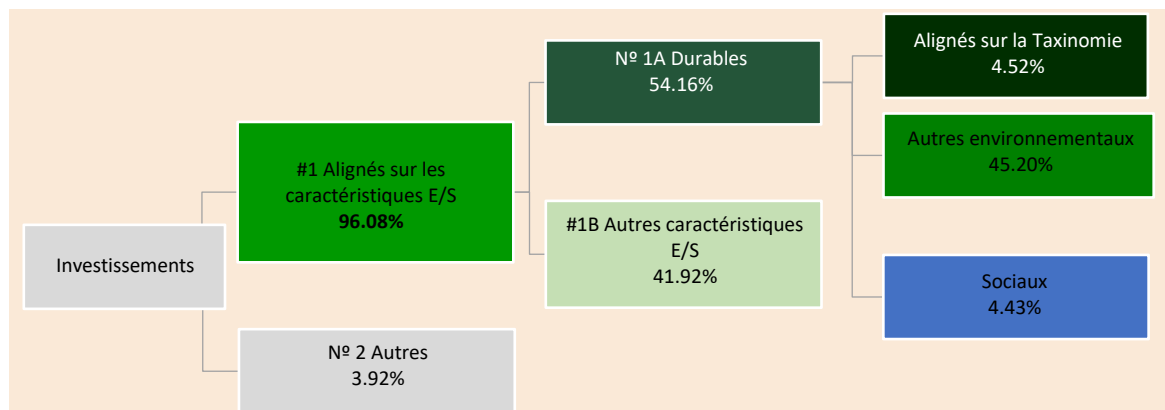 Investissements
#1 Alignés sur les
caractéristiques E/S
96.08%
Nº 2 Autres
3.92%
Nº 1A Durables
54.16%
#1B Autres caractéristiques
E/S
41.92%
Alignés sur la Taxinomie
4.52%
Autres environnementaux
45.20%
Sociaux
4.43%